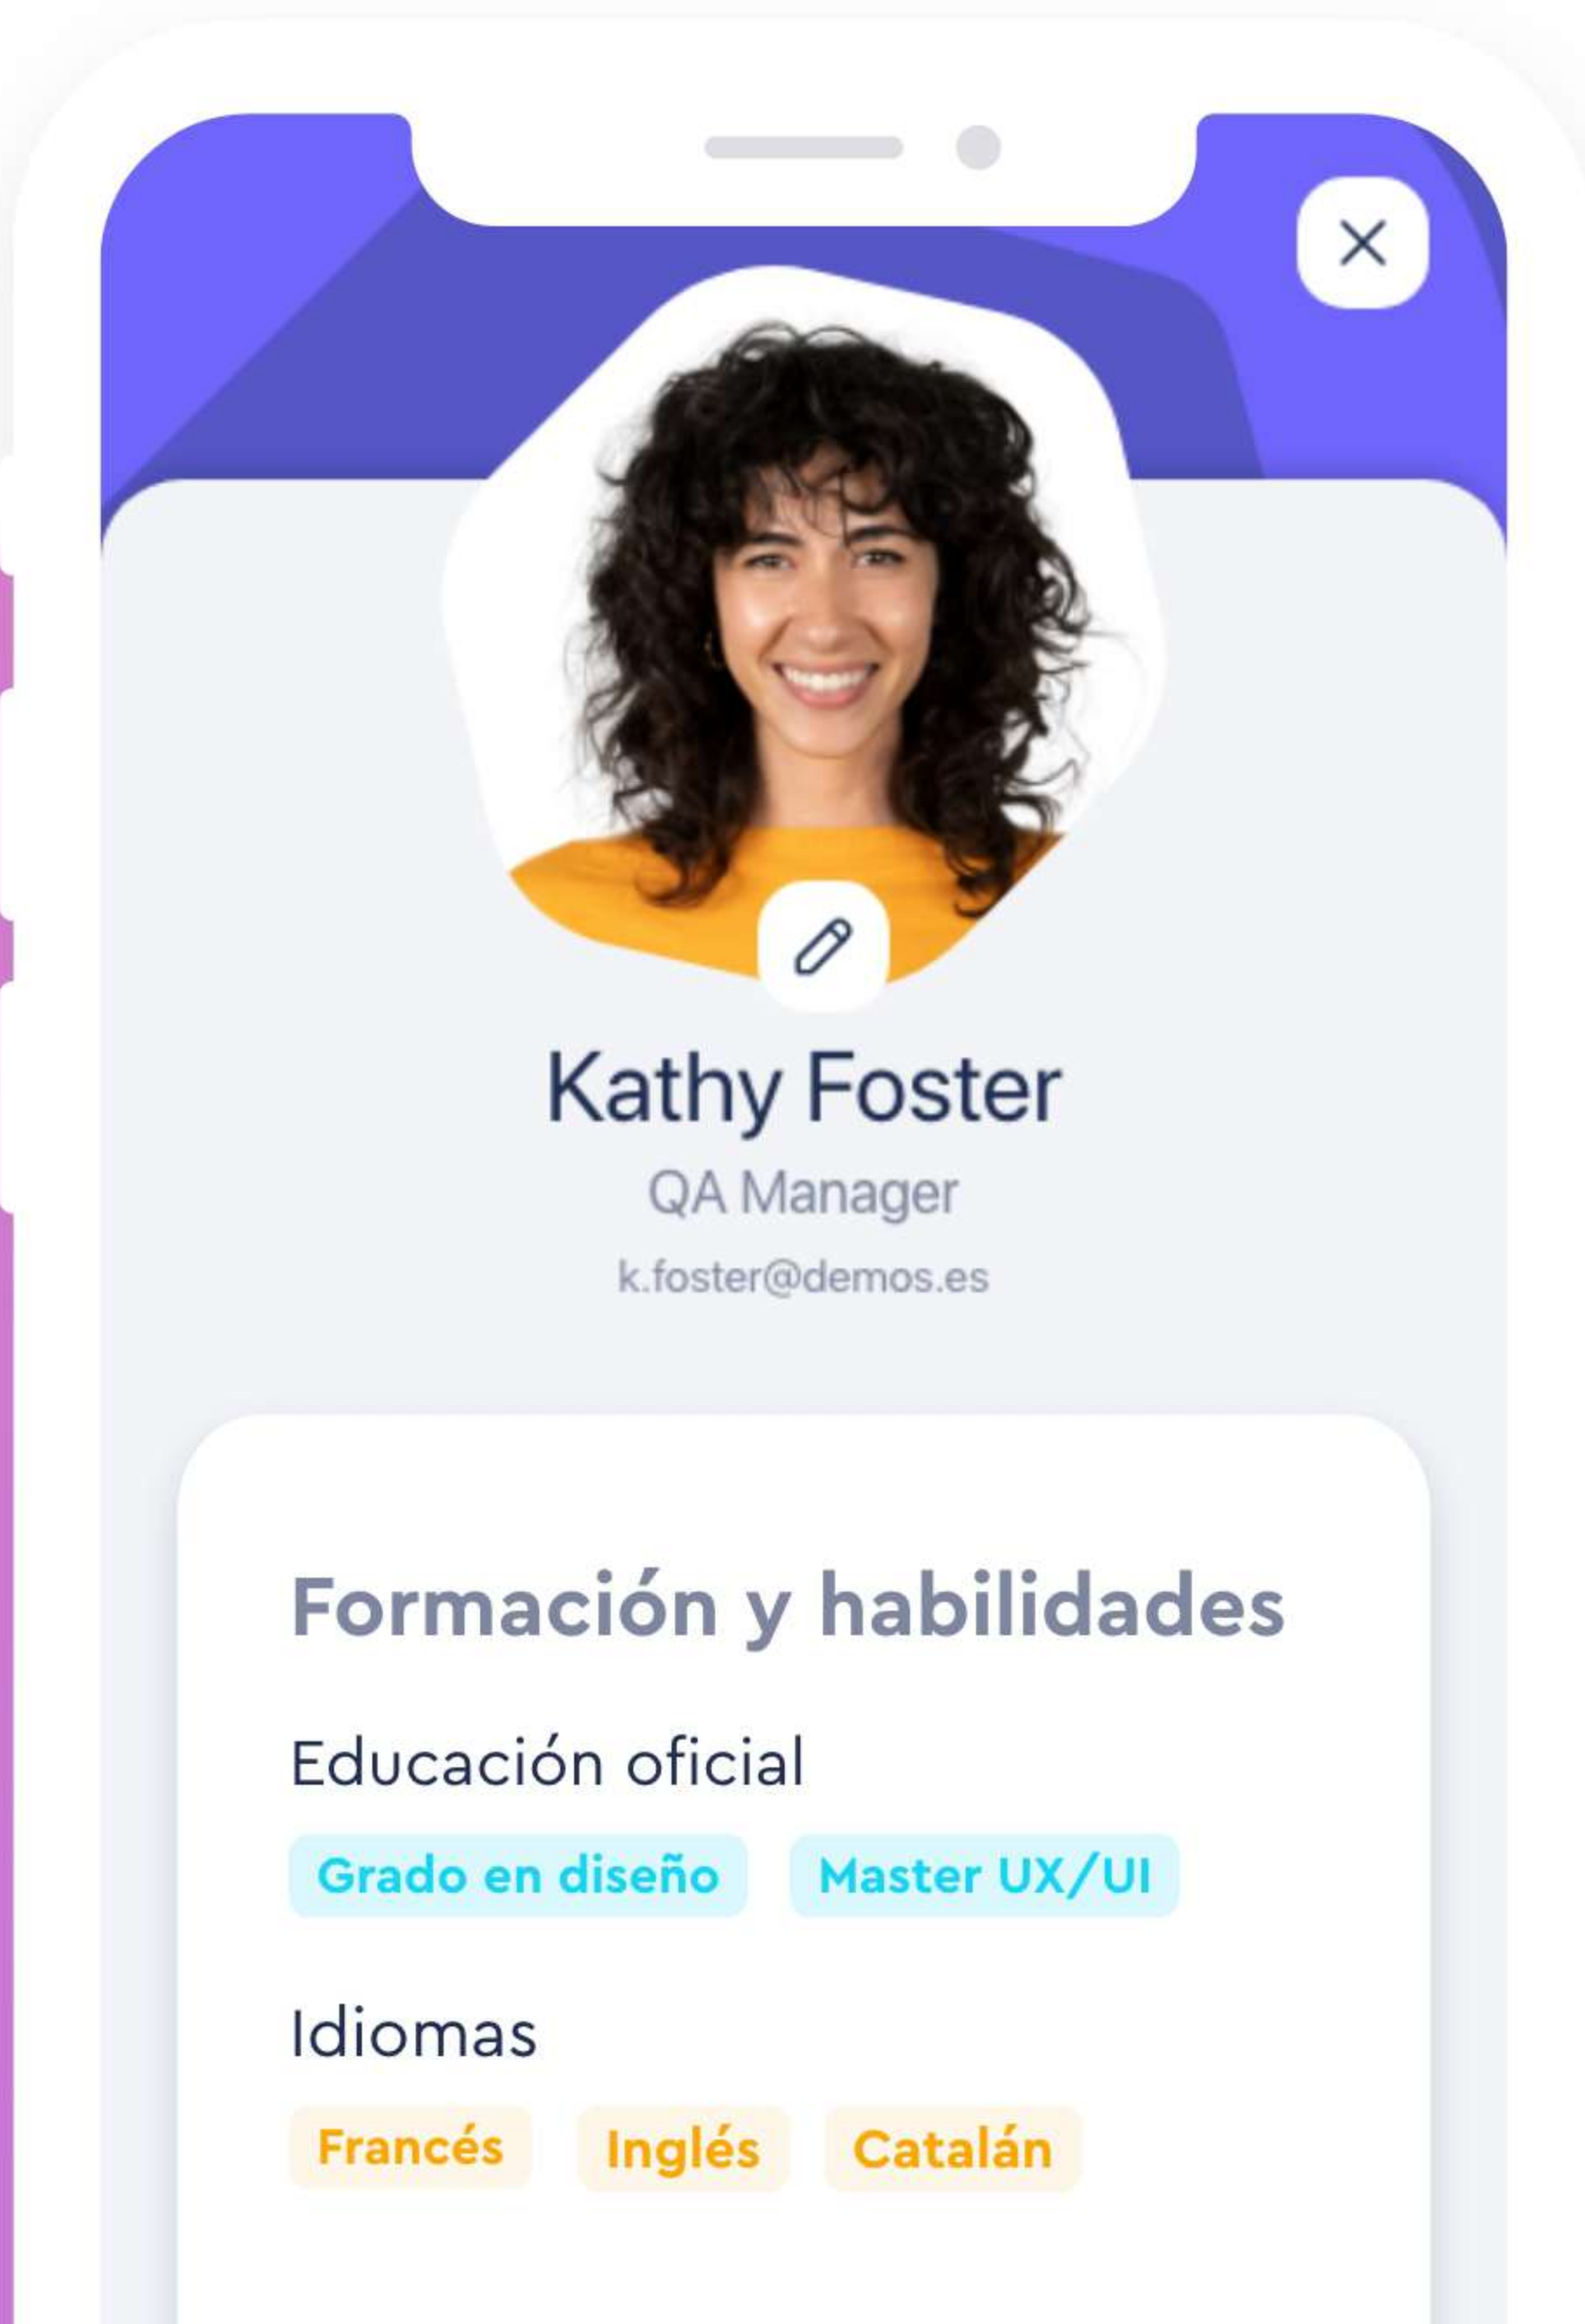 Kathy Foster
QA Manager
k.foster@demos.es
Formación y habilidades
Educación oficial
Grado en diseño Master UX/UI
Idiomas
Francés Inglés Catalán